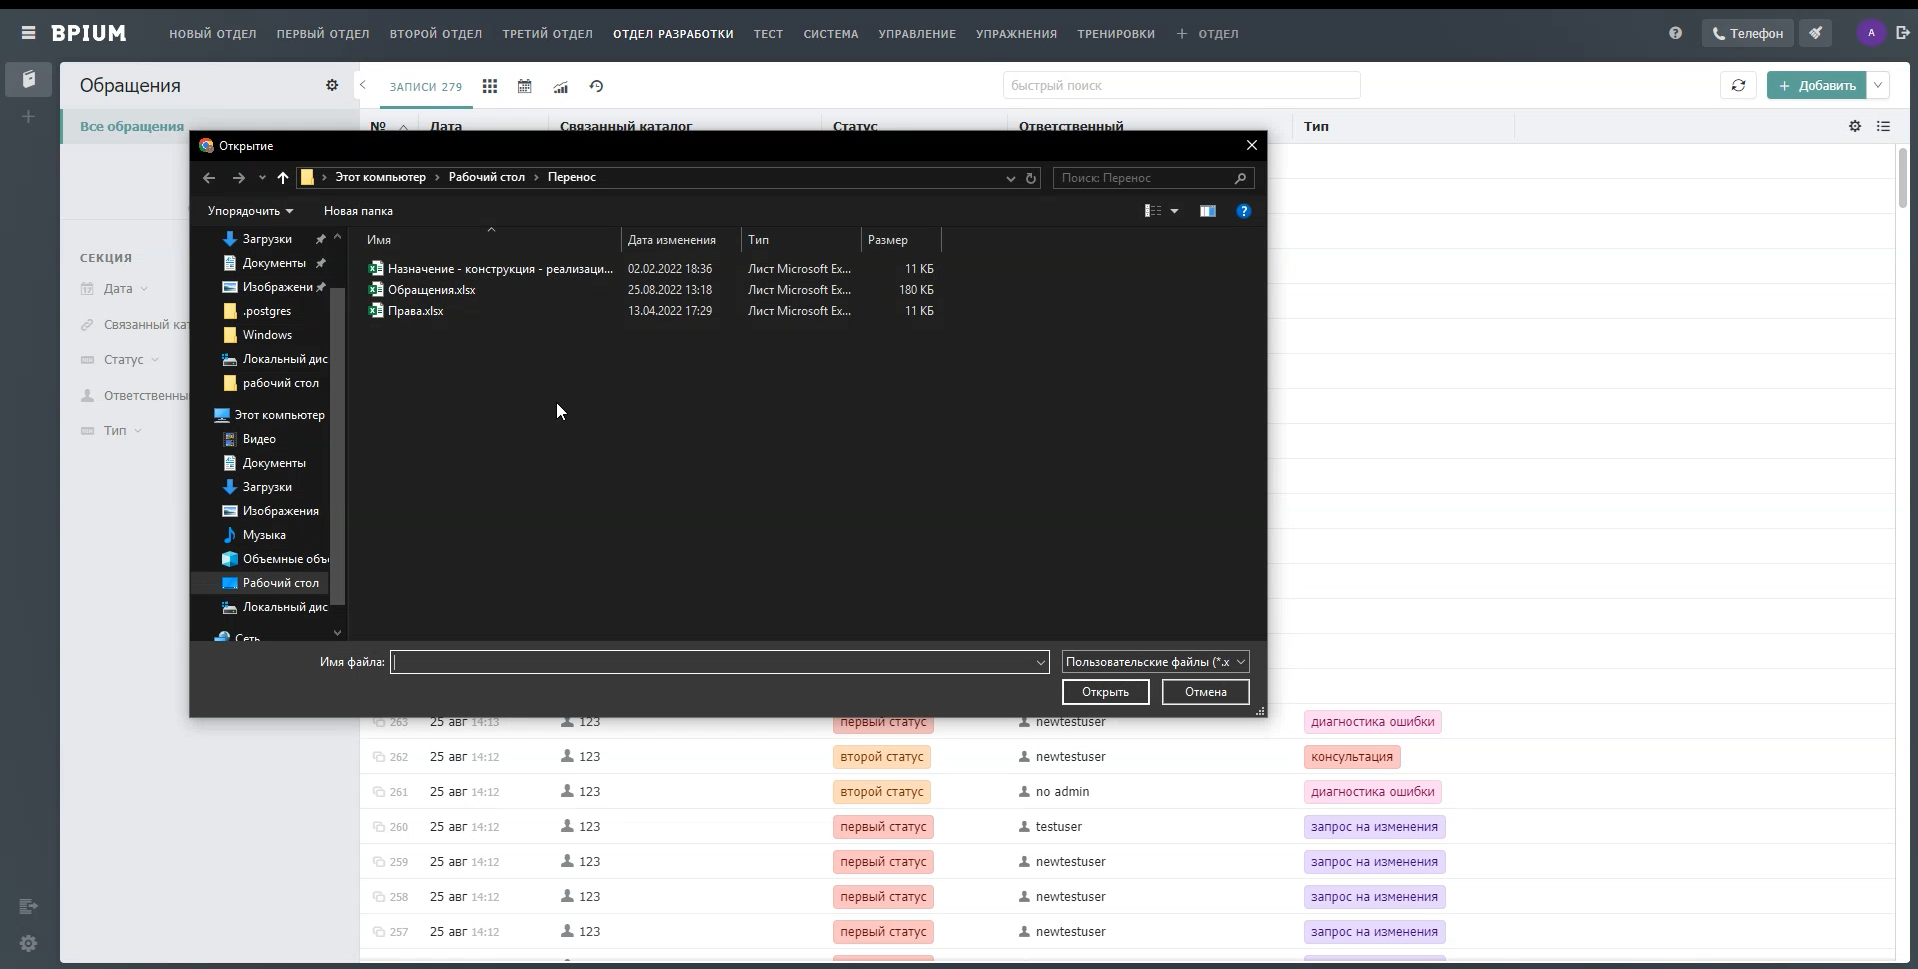 BPIUM НОВЫЙ ОТДЕЛ ПЕРВЫЙ ОТДЕЛ ВТОРОЙ ОТДЕЛ ТРЕТИЙ ОТДЕЛ ОТДЕЛ РАЗРАБОТКИ ТЕСТ СИСТЕМА УПРАВЛЕНИЕ УПРАЖНЕНИЯ ТРЕНИРОВКИ + ОТДЕЛ ? Телефон A
Обращения ЗАПИСИ 279 быстрый поиск + Добавить
Все обращения № Дата Связанный каталог Статус Ответственный Тип
Открытие
Этот компьютер › Рабочий стол › Перенос Поиск: Перенос
Упорядочить Новая папка ?
СЕКЦИЯ
Дата
Связанный кат
Статус
Ответственны
Тип
Загрузки
Документы
Изображени
.postgres
Windows
Локальный дис
рабочий стол
Этот компьютер
Видео
Документы
Загрузки
Изображения
Музыка
Объемные объ
Рабочий стол
Локальный дис
Сеть
Имя Дата изменения Тип Размер
Назначение - конструкция - реализаци... 02.02.2022 18:36 Лист Microsoft Ex... 11 КБ
Обращения.xlsx 25.08.2022 13:18 Лист Microsoft Ex... 180 КБ
Права.xlsx 13.04.2022 17:29 Лист Microsoft Ex... 11 КБ
Имя файла: Пользовательские файлы (*.x
Открыть Отмена
263 25 авг 14:13 123 первый статус newtestuser диагностика ошибки
262 25 авг 14:12 123 второй статус newtestuser консультация
261 25 авг 14:12 123 второй статус no admin диагностика ошибки
260 25 авг 14:12 123 первый статус testuser запрос на изменения
259 25 авг 14:12 123 первый статус newtestuser запрос на изменения
258 25 авг 14:12 123 первый статус newtestuser запрос на изменения
257 25 авг 14:12 123 первый статус newtestuser запрос на изменения